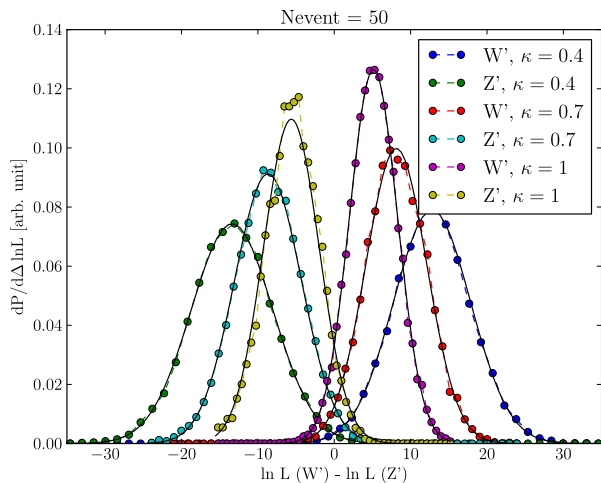 Nevent = 50
0.14
0.12
0.10
0.08
0.06
0.04
0.02
0.00
dP/dΔ lnL [arb. unit]
W', κ = 0.4
Z', κ = 0.4
W', κ = 0.7
Z', κ = 0.7
W', κ = 1
Z', κ = 1
−30 −20 −10 0 10 20 30
ln L (W') - ln L (Z')